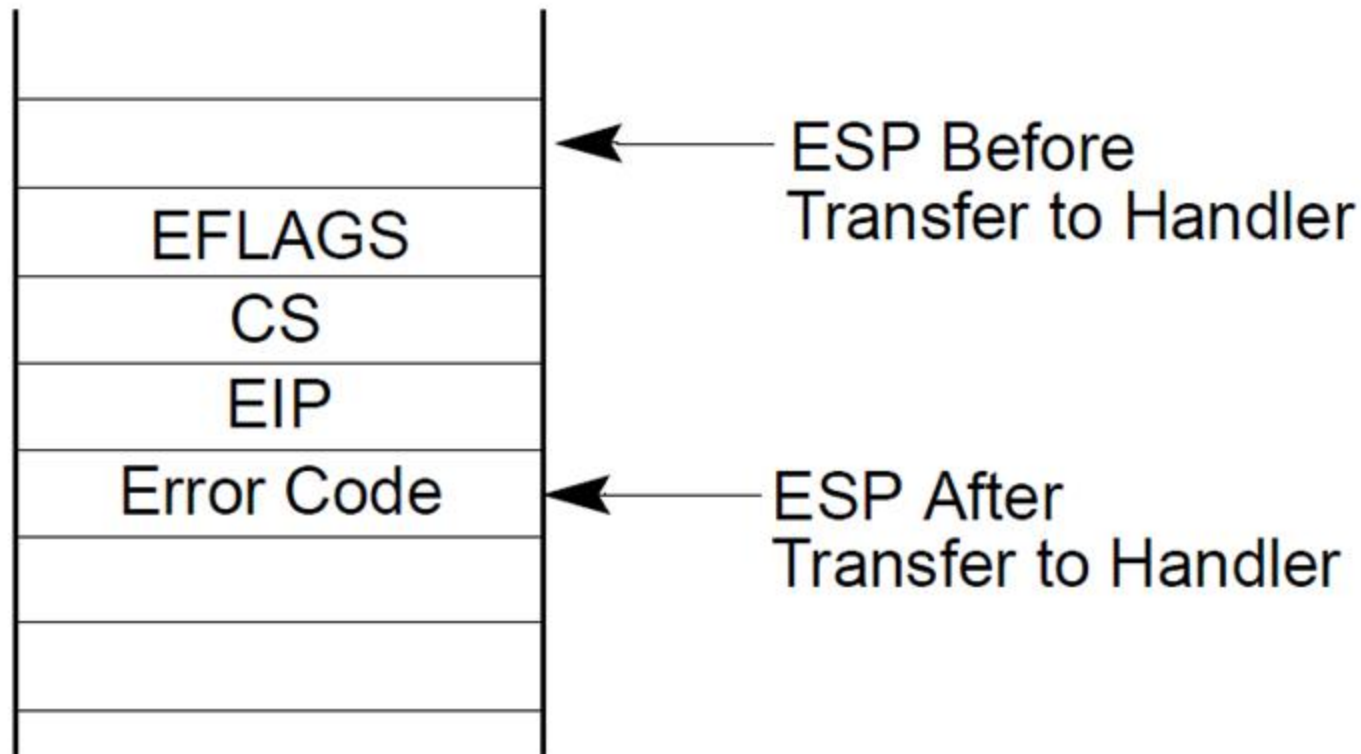 ESP Before
Transfer to Handler
EFLAGS
CS
EIP
Error Code
ESP After
Transfer to Handler